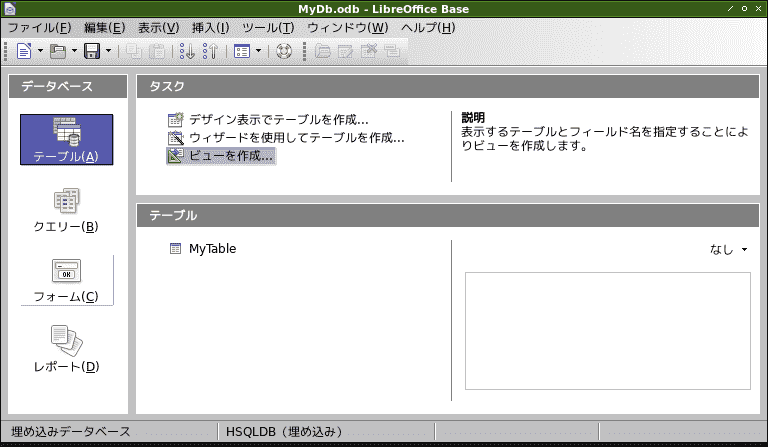 MyDb.odb - LibreOffice Base
ファイル(F) 編集(E) 表示(V) 挿入(I) ツール(T) ウィンドウ(W) ヘルプ(H)
データベース
タスク
デザイン表示でテーブルを作成...
ウィザードを使用してテーブルを作成...
ビューを作成...
説明
表示するテーブルとフィールド名を指定することによ
りビューを作成します。
テーブル(A)
クエリー(B)
OK
フォーム(C)
レポート(D)
テーブル
MyTable
なし
埋め込みデータベース
HSQLDB（埋め込み）